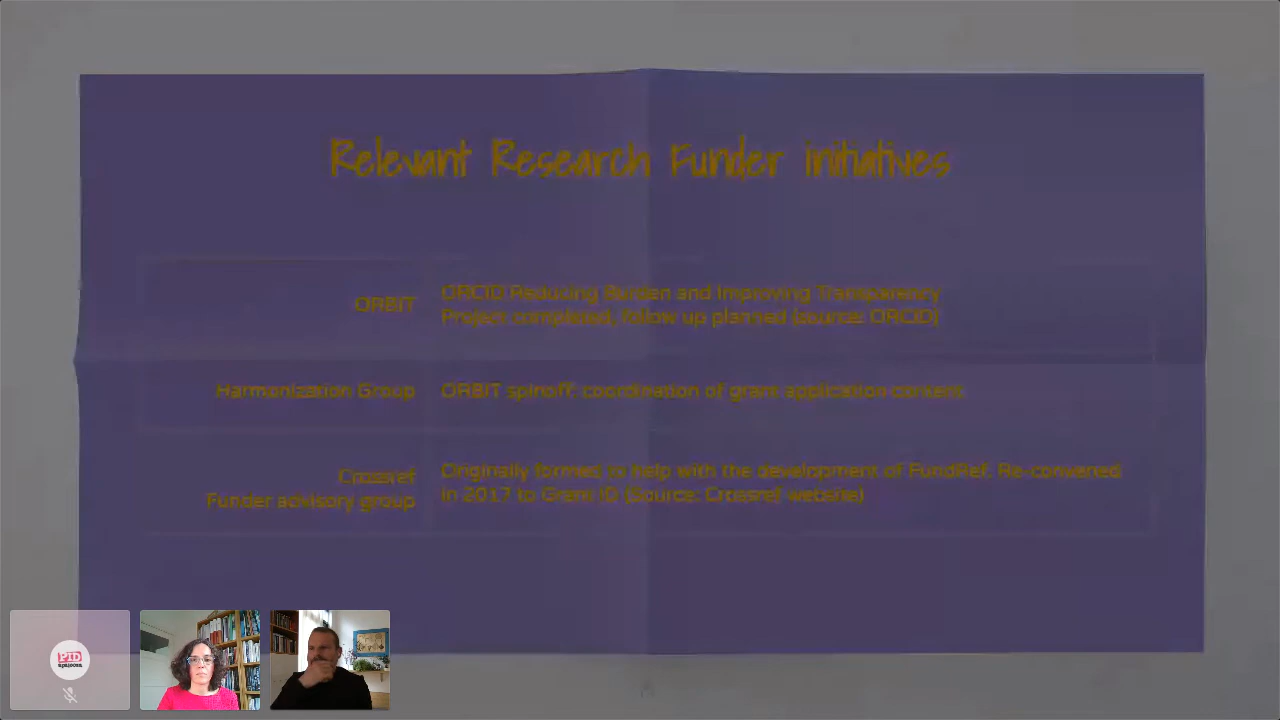 Relevant Research Funder initiatives
ORBIT
ORCID Reducing Burden and Improving Transparency
Project completed, follow up planned (source: ORCID)
Harmonization Group
ORBIT spinoff: coordination of grant application content
Crossref
Funder advisory group
Originally formed to help with the development of FundRef. Re-convened
in 2017 to Grant ID (Source: Crossref website)
PID